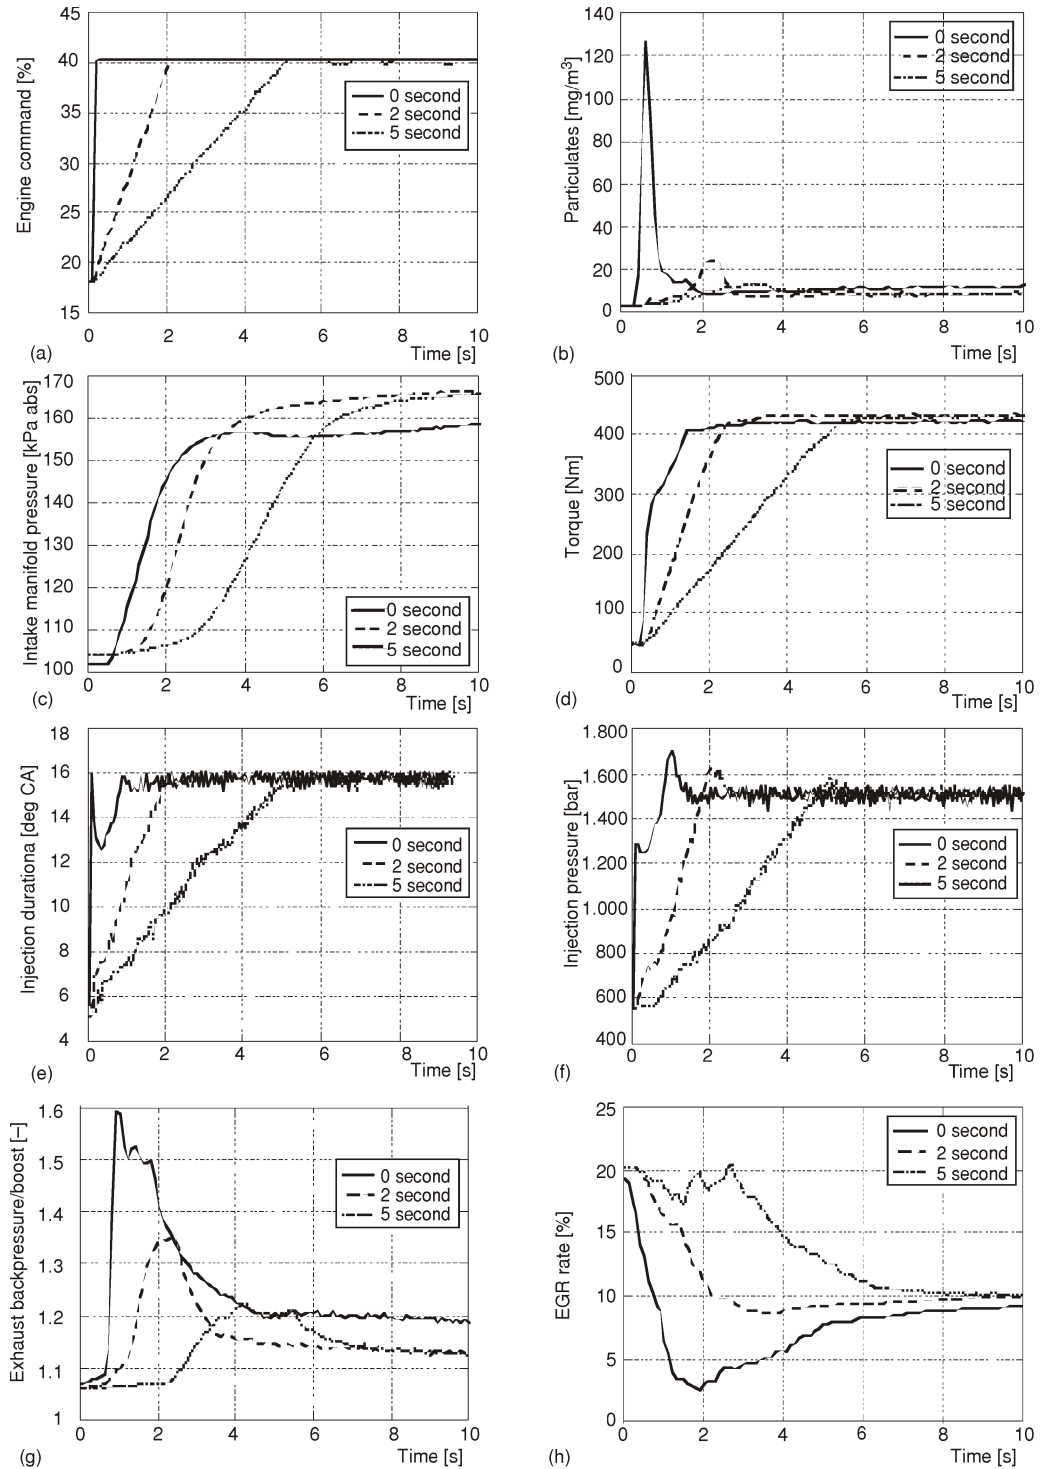 45
40
35
30
25
20
15
Engine command [%]
0 second
2 second
5 second
0 2 4 6 8 10
Time [s]
(a)
140
120
100
80
60
40
20
0
Particulates [mg/m³]
0 second
2 second
5 second
0 2 4 6 8 10
Time [s]
(b)
170
160
150
140
130
120
110
100
Intake manifold pressure [kPa abs]
0 second
2 second
5 second
0 2 4 6 8 10
Time [s]
(c)
500
400
300
200
100
0
Torque [Nm]
0 second
2 second
5 second
0 2 4 6 8 10
Time [s]
(d)
18
16
14
12
10
8
6
4
Injection durationa [deg CA]
0 second
2 second
5 second
0 2 4 6 8 10
Time [s]
(e)
1.800
1.600
1.400
1.200
1.000
800
600
400
Injection pressure [bar]
0 second
2 second
5 second
0 2 4 6 8 10
Time [s]
(f)
1.6
1.5
1.4
1.3
1.2
1.1
1
Exhaust backpressure/boost [–]
0 second
2 second
5 second
0 2 4 6 8 10
Time [s]
(g)
25
20
15
10
5
0
EGR rate [%]
0 second
2 second
5 second
0 2 4 6 8 10
Time [s]
(h)